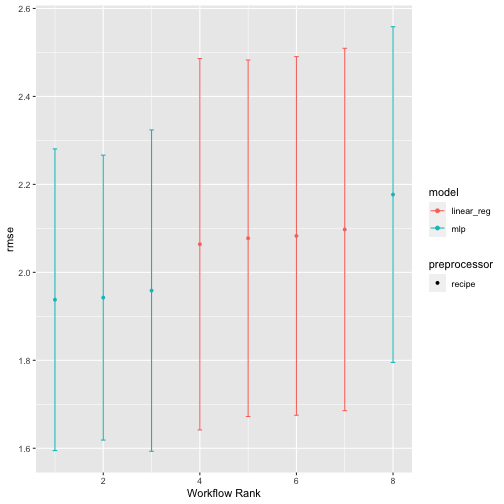 2.6
2.4
2.2
2.0
1.8
1.6
rmse
2
4
6
8
Workflow Rank
model
linear_reg
mlp
preprocessor
recipe